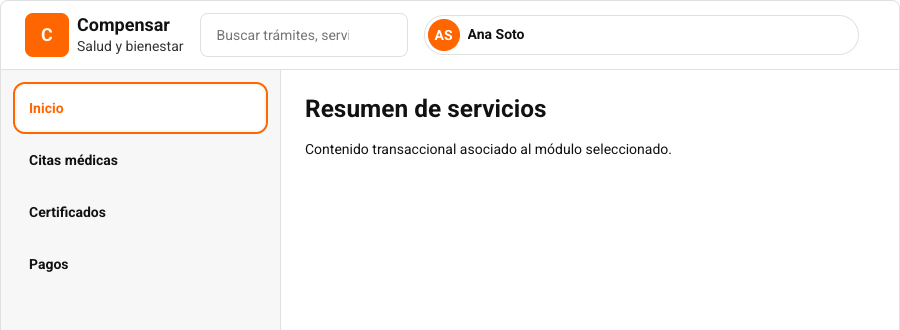 C
Compensar
Salud y bienestar
Buscar trámites, servi
AS
Ana Soto
Inicio
Citas médicas
Certificados
Pagos
Resumen de servicios
Contenido transaccional asociado al módulo seleccionado.